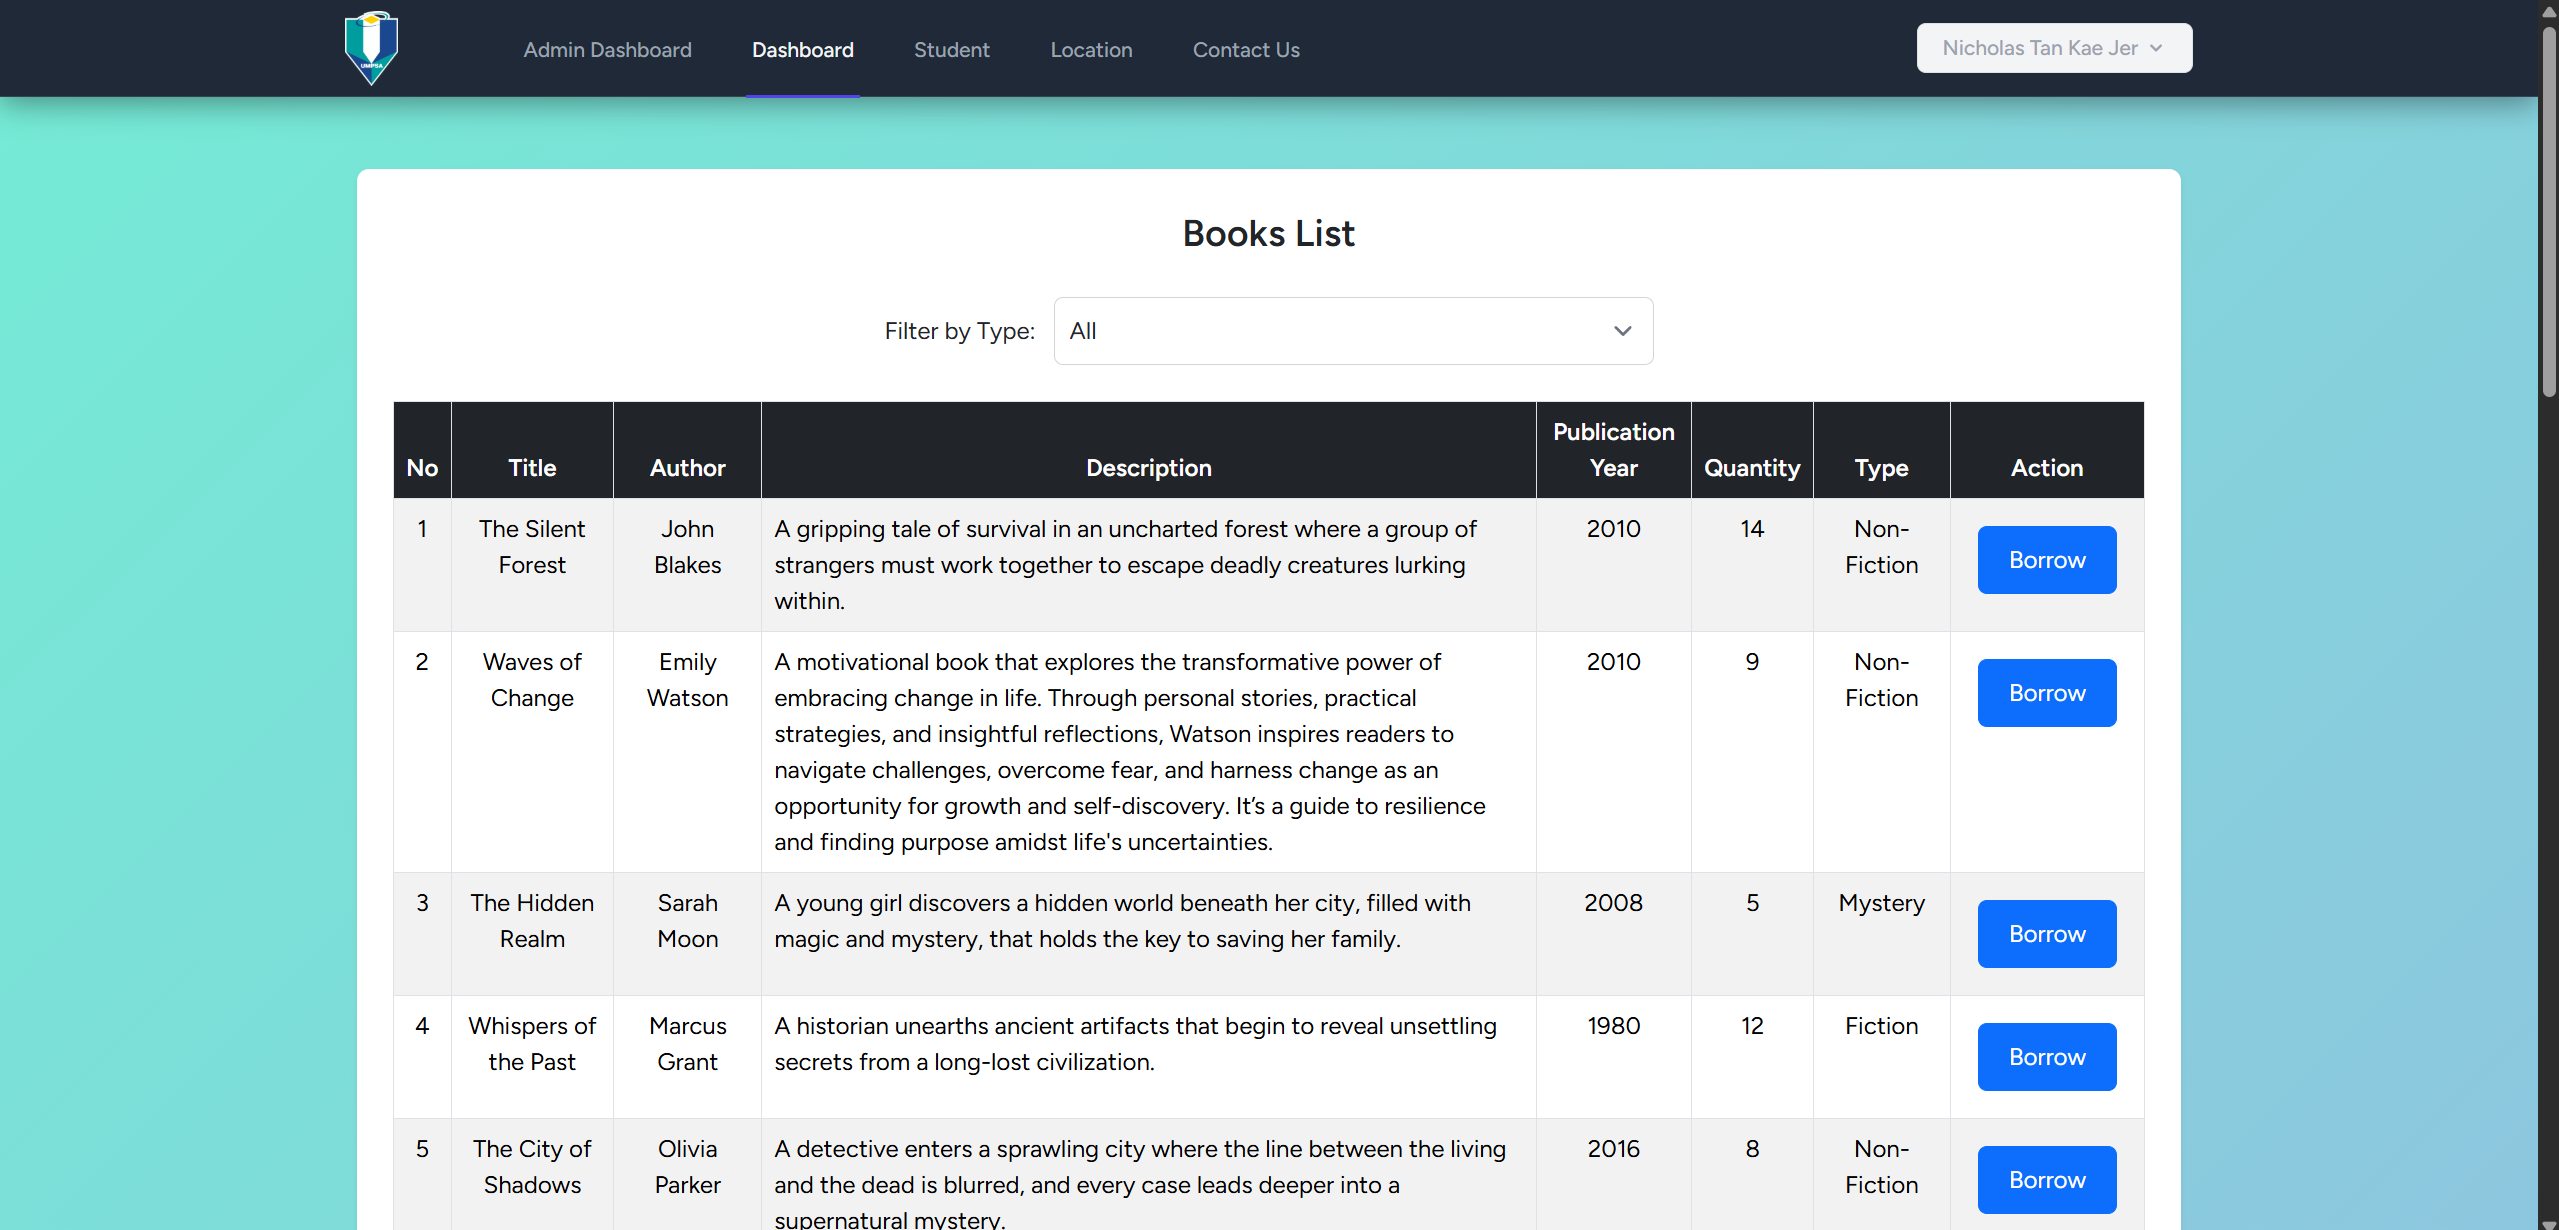 UMPSA
Admin Dashboard
Dashboard
Student
Location
Contact Us
Nicholas Tan Kae Jer
Books List
Filter by Type:
All
No
Title
Author
Description
Publication
Year
Quantity
Type
Action
1
The Silent
Forest
John
Blakes
A gripping tale of survival in an uncharted forest where a group of
strangers must work together to escape deadly creatures lurking
within.
2010
14
Non-
Fiction
Borrow
2
Waves of
Change
Emily
Watson
A motivational book that explores the transformative power of
embracing change in life. Through personal stories, practical
strategies, and insightful reflections, Watson inspires readers to
navigate challenges, overcome fear, and harness change as an
opportunity for growth and self-discovery. It’s a guide to resilience
and finding purpose amidst life's uncertainties.
2010
9
Non-
Fiction
Borrow
3
The Hidden
Realm
Sarah
Moon
A young girl discovers a hidden world beneath her city, filled with
magic and mystery, that holds the key to saving her family.
2008
5
Mystery
Borrow
4
Whispers of
the Past
Marcus
Grant
A historian unearths ancient artifacts that begin to reveal unsettling
secrets from a long-lost civilization.
1980
12
Fiction
Borrow
5
The City of
Shadows
Olivia
Parker
A detective enters a sprawling city where the line between the living
and the dead is blurred, and every case leads deeper into a
supernatural mystery.
2016
8
Non-
Fiction
Borrow